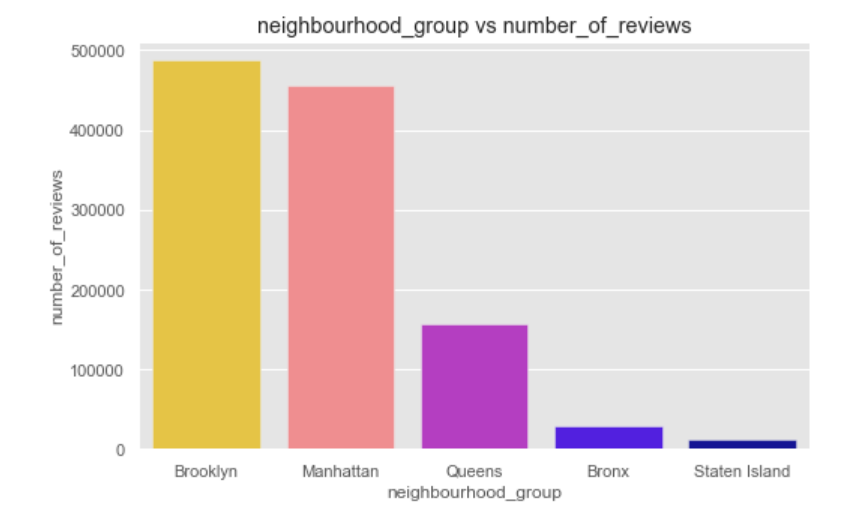 neighbourhood_group vs number_of_reviews
500000
400000
300000
200000
100000
0
number_of_reviews
Brooklyn Manhattan Queens Bronx Staten Island
neighbourhood_group